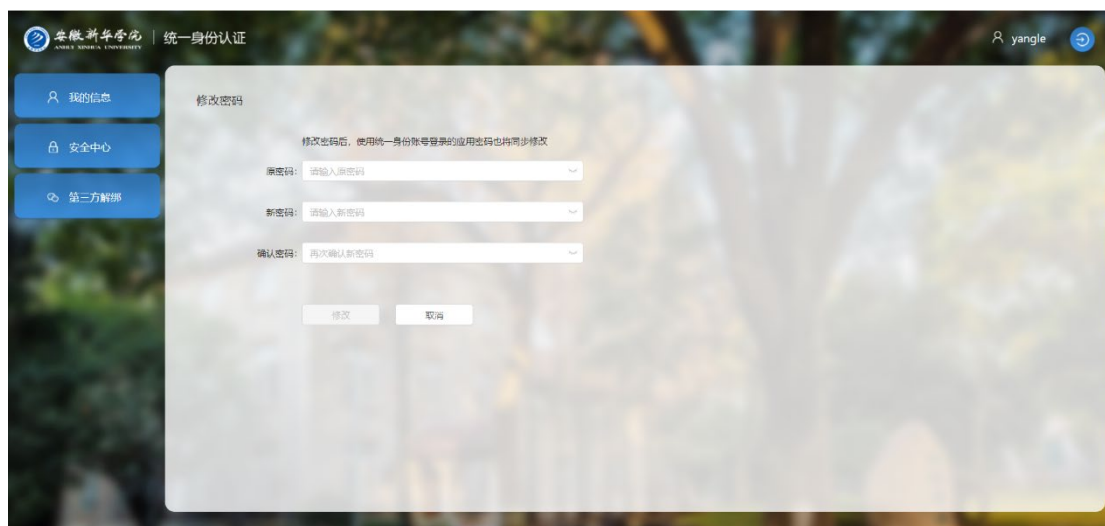 安徽新华学院
ANHUI XINHUA UNIVERSITY
统一身份认证
yangle
我的信息
安全中心
第三方解绑
修改密码
修改密码后，使用统一身份账号登录的应用密码也将同步修改
原密码： 请输入原密码
新密码： 请输入新密码
确认密码： 再次确认新密码
修改 取消